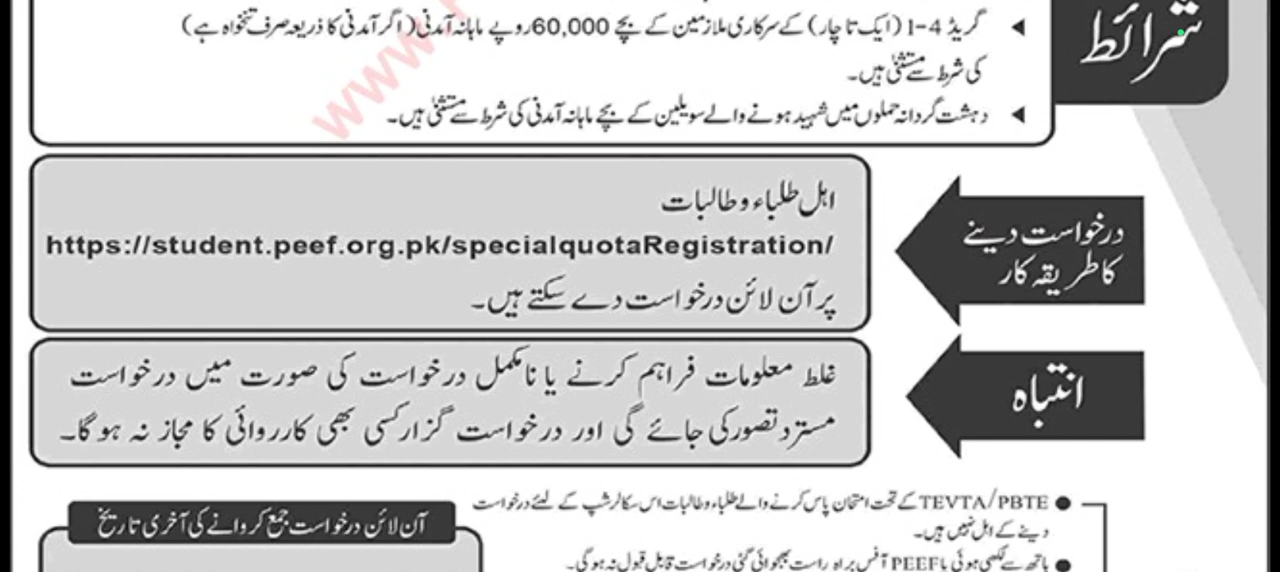 شرائط
گریڈ 4-1 (ایک تا چار) کے سرکاری ملازمین کے بچے 60,000 روپے ماہانہ آمدنی (اگر آمدنی کا ذریعہ صرف تنخواہ ہے)
کی شرط سے مستثنیٰ ہیں۔
دہشت گردانہ حملوں میں شہید ہونے والے سویلین کے بچے ماہانہ آمدنی کی شرط سے مستثنیٰ ہیں۔
www.
درخواست دینے
کا طریقہ کار
اہل طلباء و طالبات
https://student.peef.org.pk/specialquotaRegistration/
پر آن لائن درخواست دے سکتے ہیں۔
انتباہ
غلط معلومات فراہم کرنے یا نامکمل درخواست کی صورت میں درخواست
مسترد تصور کی جائے گی اور درخواست گزار کسی بھی کارروائی کا مجاز نہ ہو گا۔
TEVTA/PBTE کے تحت امتحان پاس کرنے والے طلباء و طالبات اس سکالرشپ کے لیے درخواست
دینے کے اہل نہیں ہیں۔
ہاتھ سے لکھی ہوئی یا PEEF آفس براہ راست بھجوائی گئی درخواست قابل قبول نہ ہوگی۔
آن لائن درخواست جمع کروانے کی آخری تاریخ